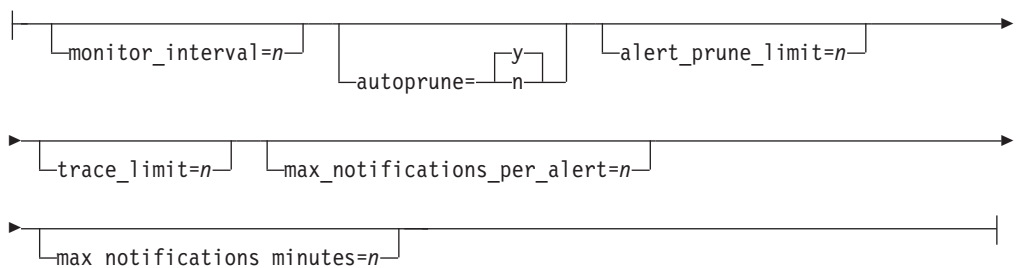 monitor_interval=n
autoprune=
y
n
alert_prune_limit=n
trace_limit=n
max_notifications_per_alert=n
max notifications minutes=n